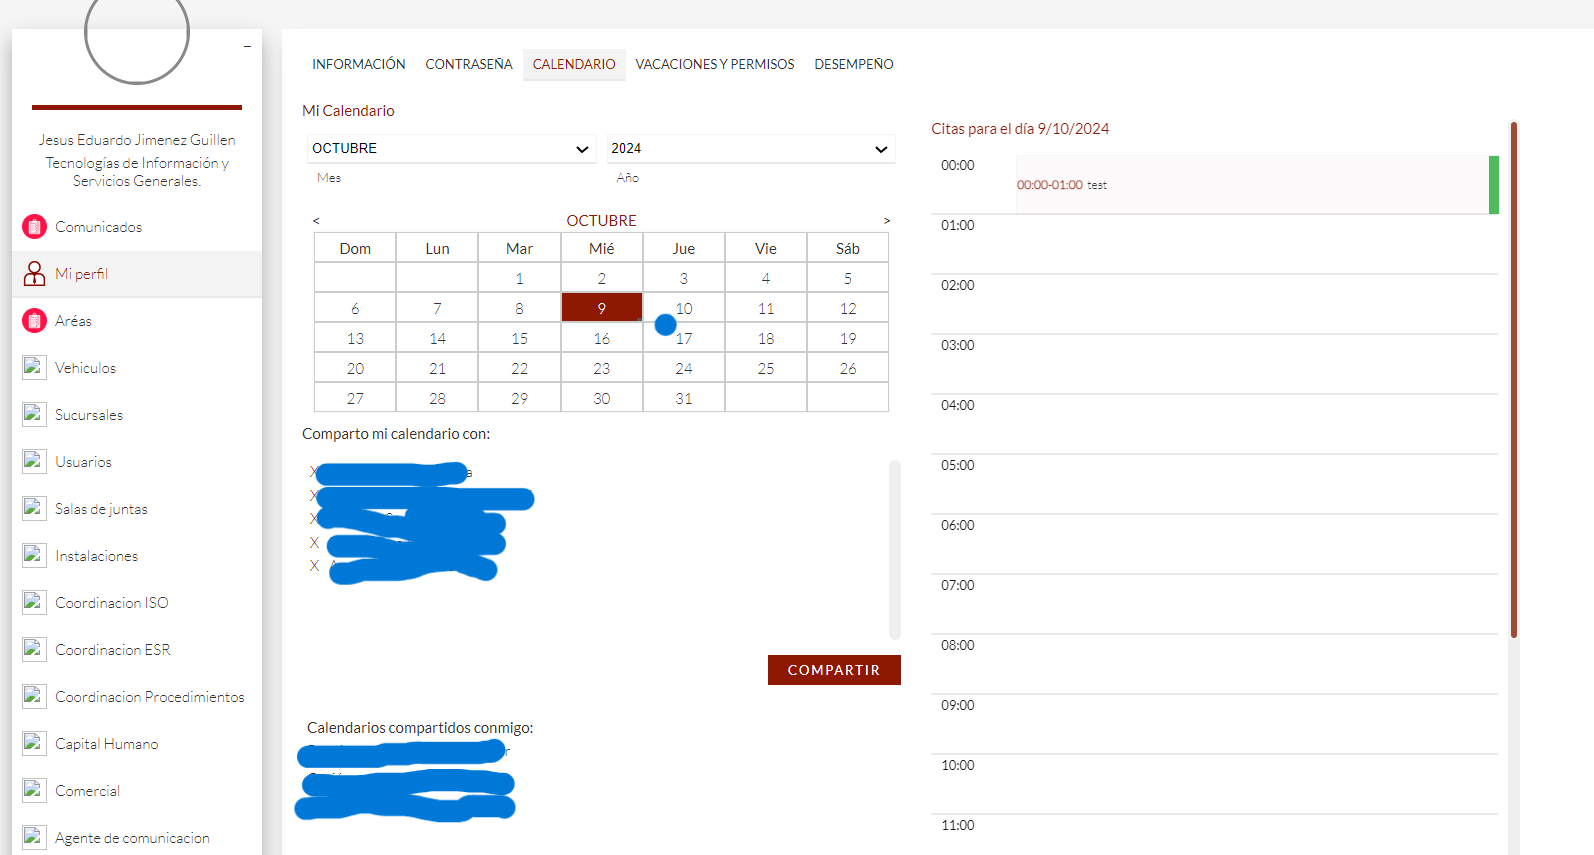 Jesus Eduardo Jimenez Guillen
Tecnologías de Información y
Servicios Generales.
Comunicados
Mi perfil
Aréas
Vehiculos
Sucursales
Usuarios
Salas de juntas
Instalaciones
Coordinacion ISO
Coordinacion ESR
Coordinacion Procedimientos
Capital Humano
Comercial
Agente de comunicacion
INFORMACIÓN CONTRASEÑA CALENDARIO VACACIONES Y PERMISOS DESEMPEÑO
Mi Calendario
OCTUBRE 2024
Mes Año
< OCTUBRE >
Dom Lun Mar Mié Jue Vie Sáb
1 2 3 4 5
6 7 8 9 10 11 12
13 14 15 16 17 18 19
20 21 22 23 24 25 26
27 28 29 30 31
Comparto mi calendario con:
X
X
X
X
X
COMPARTIR
Calendarios compartidos conmigo:
Citas para el día 9/10/2024
00:00 00:00-01:00 test
01:00
02:00
03:00
04:00
05:00
06:00
07:00
08:00
09:00
10:00
11:00